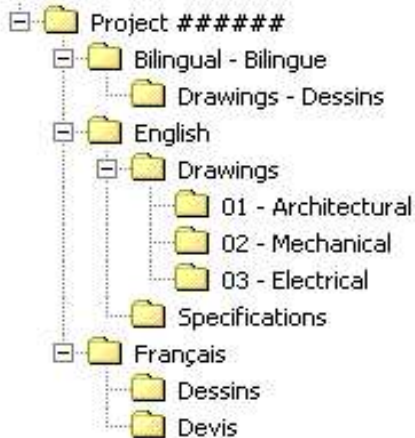 Project ######
Bilingual - Bilingue
Drawings - Dessins
English
Drawings
01 - Architectural
02 - Mechanical
03 - Electrical
Specifications
Français
Dessins
Devis